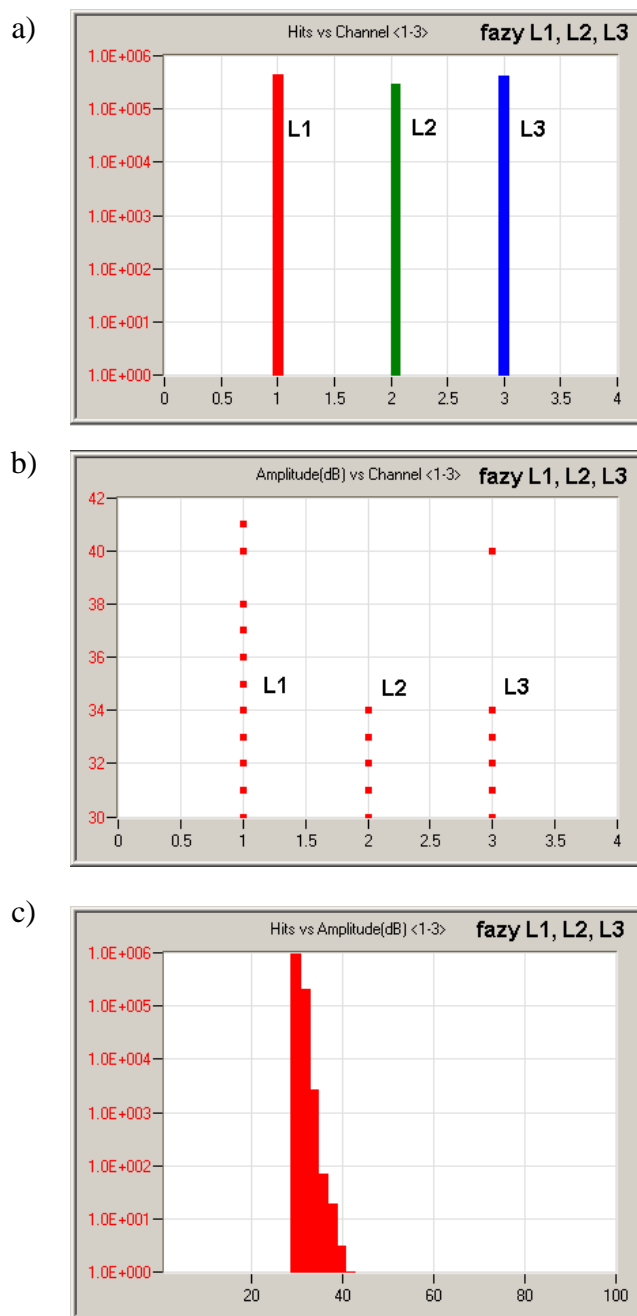 a)
Hits vs Channel <1-3> fazy L1, L2, L3
1.0E+006
1.0E+005
1.0E+004
1.0E+003
1.0E+002
1.0E+001
1.0E+000
L1
L2
L3
0 0.5 1 1.5 2 2.5 3 3.5 4
b)
Amplitude(dB) vs Channel <1-3> fazy L1, L2, L3
42
40
38
36
34
32
30
L1
L2
L3
0 0.5 1 1.5 2 2.5 3 3.5 4
c)
Hits vs Amplitude(dB) <1-3> fazy L1, L2, L3
1.0E+006
1.0E+005
1.0E+004
1.0E+003
1.0E+002
1.0E+001
1.0E+000
20 40 60 80 100